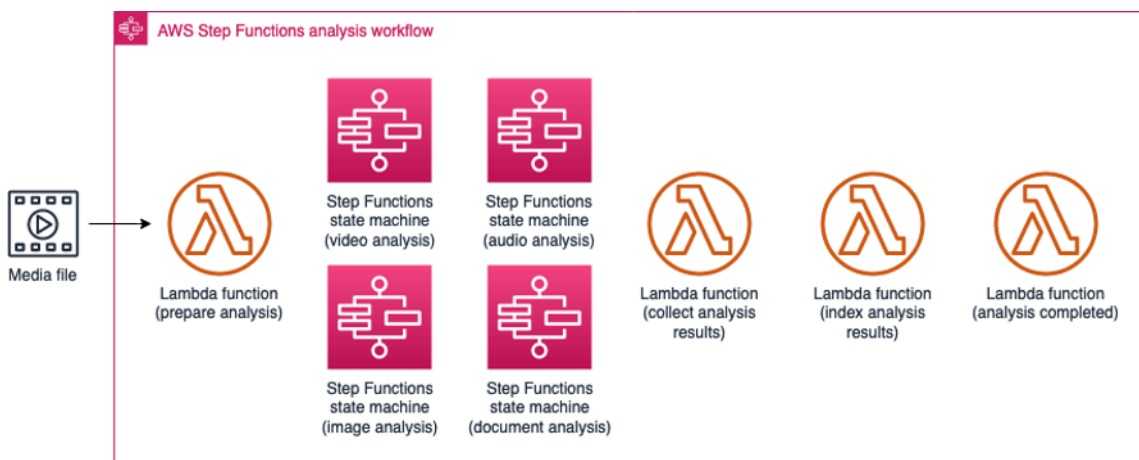 AWS Step Functions analysis workflow
Media file
Lambda function
(prepare analysis)
Step Functions
state machine
(video analysis)
Step Functions
state machine
(audio analysis)
Step Functions
state machine
(image analysis)
Step Functions
state machine
(document analysis)
Lambda function
(collect analysis
results)
Lambda function
(index analysis
results)
Lambda function
(analysis completed)